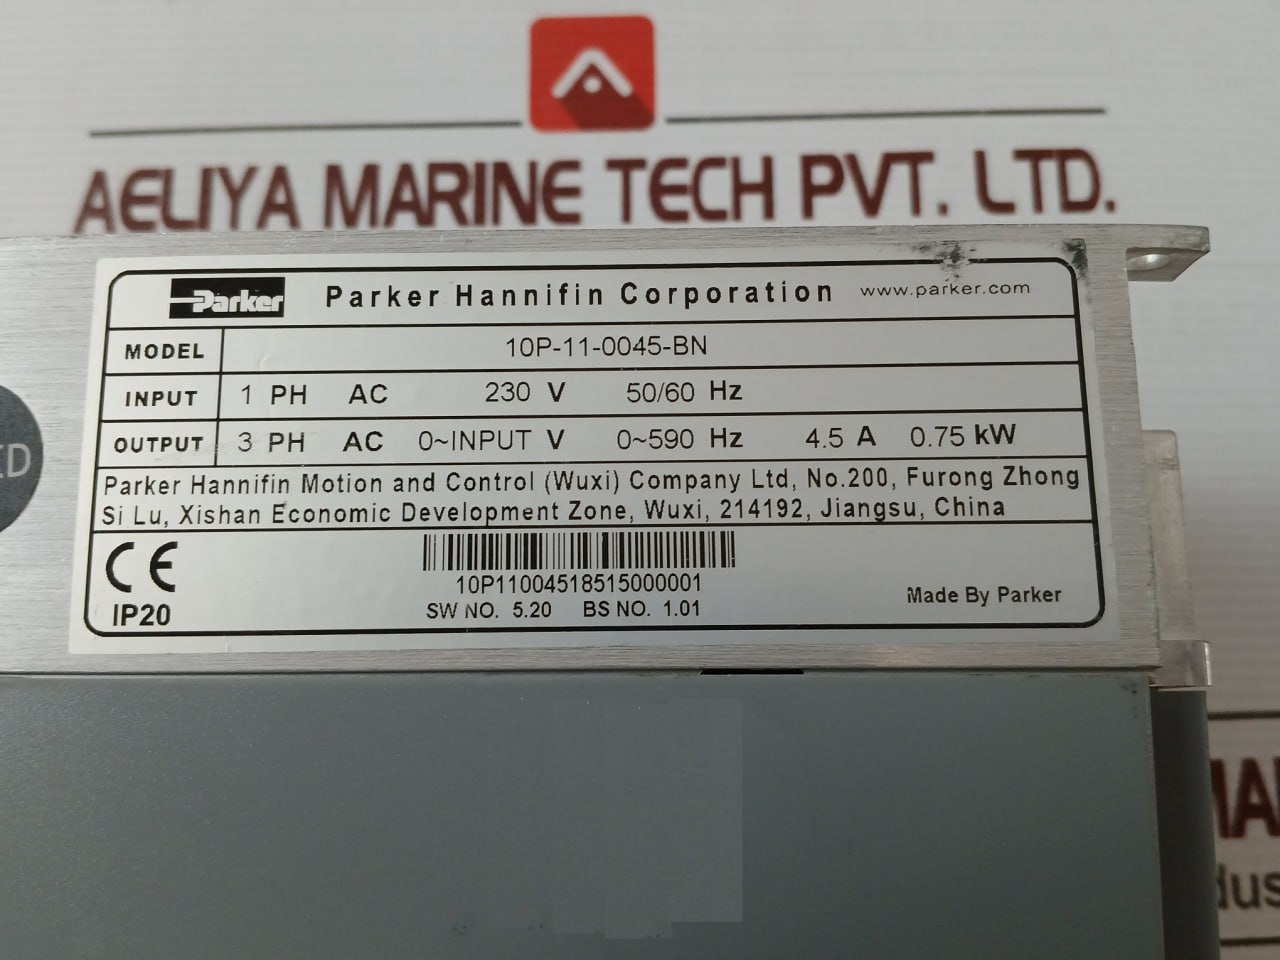 AELIYA MARINE TECH PVT. LTD.
Parker Parker Hannifin Corporation www.parker.com
MODEL 10P-11-0045-BN
INPUT 1 PH AC 230 V 50/60 Hz
OUTPUT 3 PH AC 0~INPUT V 0~590 Hz 4.5 A 0.75 kW
Parker Hannifin Motion and Control (Wuxi) Company Ltd, No.200, Furong Zhong
Si Lu, Xishan Economic Development Zone, Wuxi, 214192, Jiangsu, China
CE
10P11004518515000001
IP20 SW NO. 5.20 BS NO. 1.01 Made By Parker